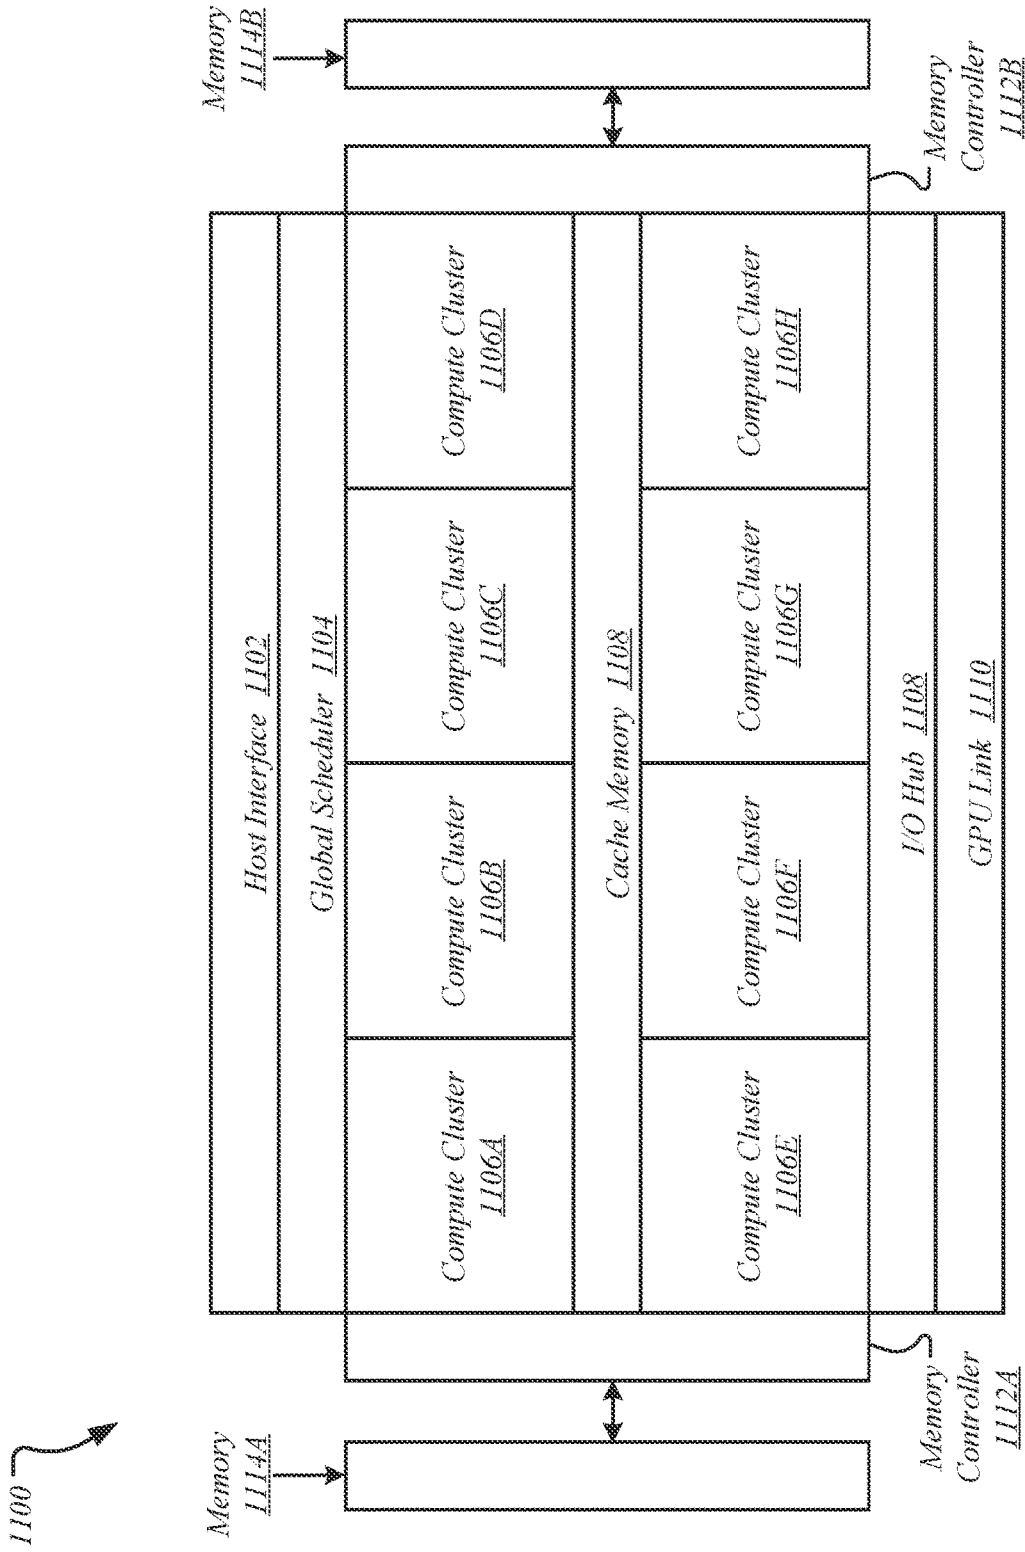 1100
Memory
1114A
Memory
1114B
Host Interface 1102
Global Scheduler 1104
Compute Cluster
1106A
Compute Cluster
1106B
Compute Cluster
1106C
Compute Cluster
1106D
Cache Memory 1108
Compute Cluster
1106E
Compute Cluster
1106F
Compute Cluster
1106G
Compute Cluster
1106H
I/O Hub 1108
GPU Link 1110
Memory
Controller
1112A
Memory
Controller
1112B